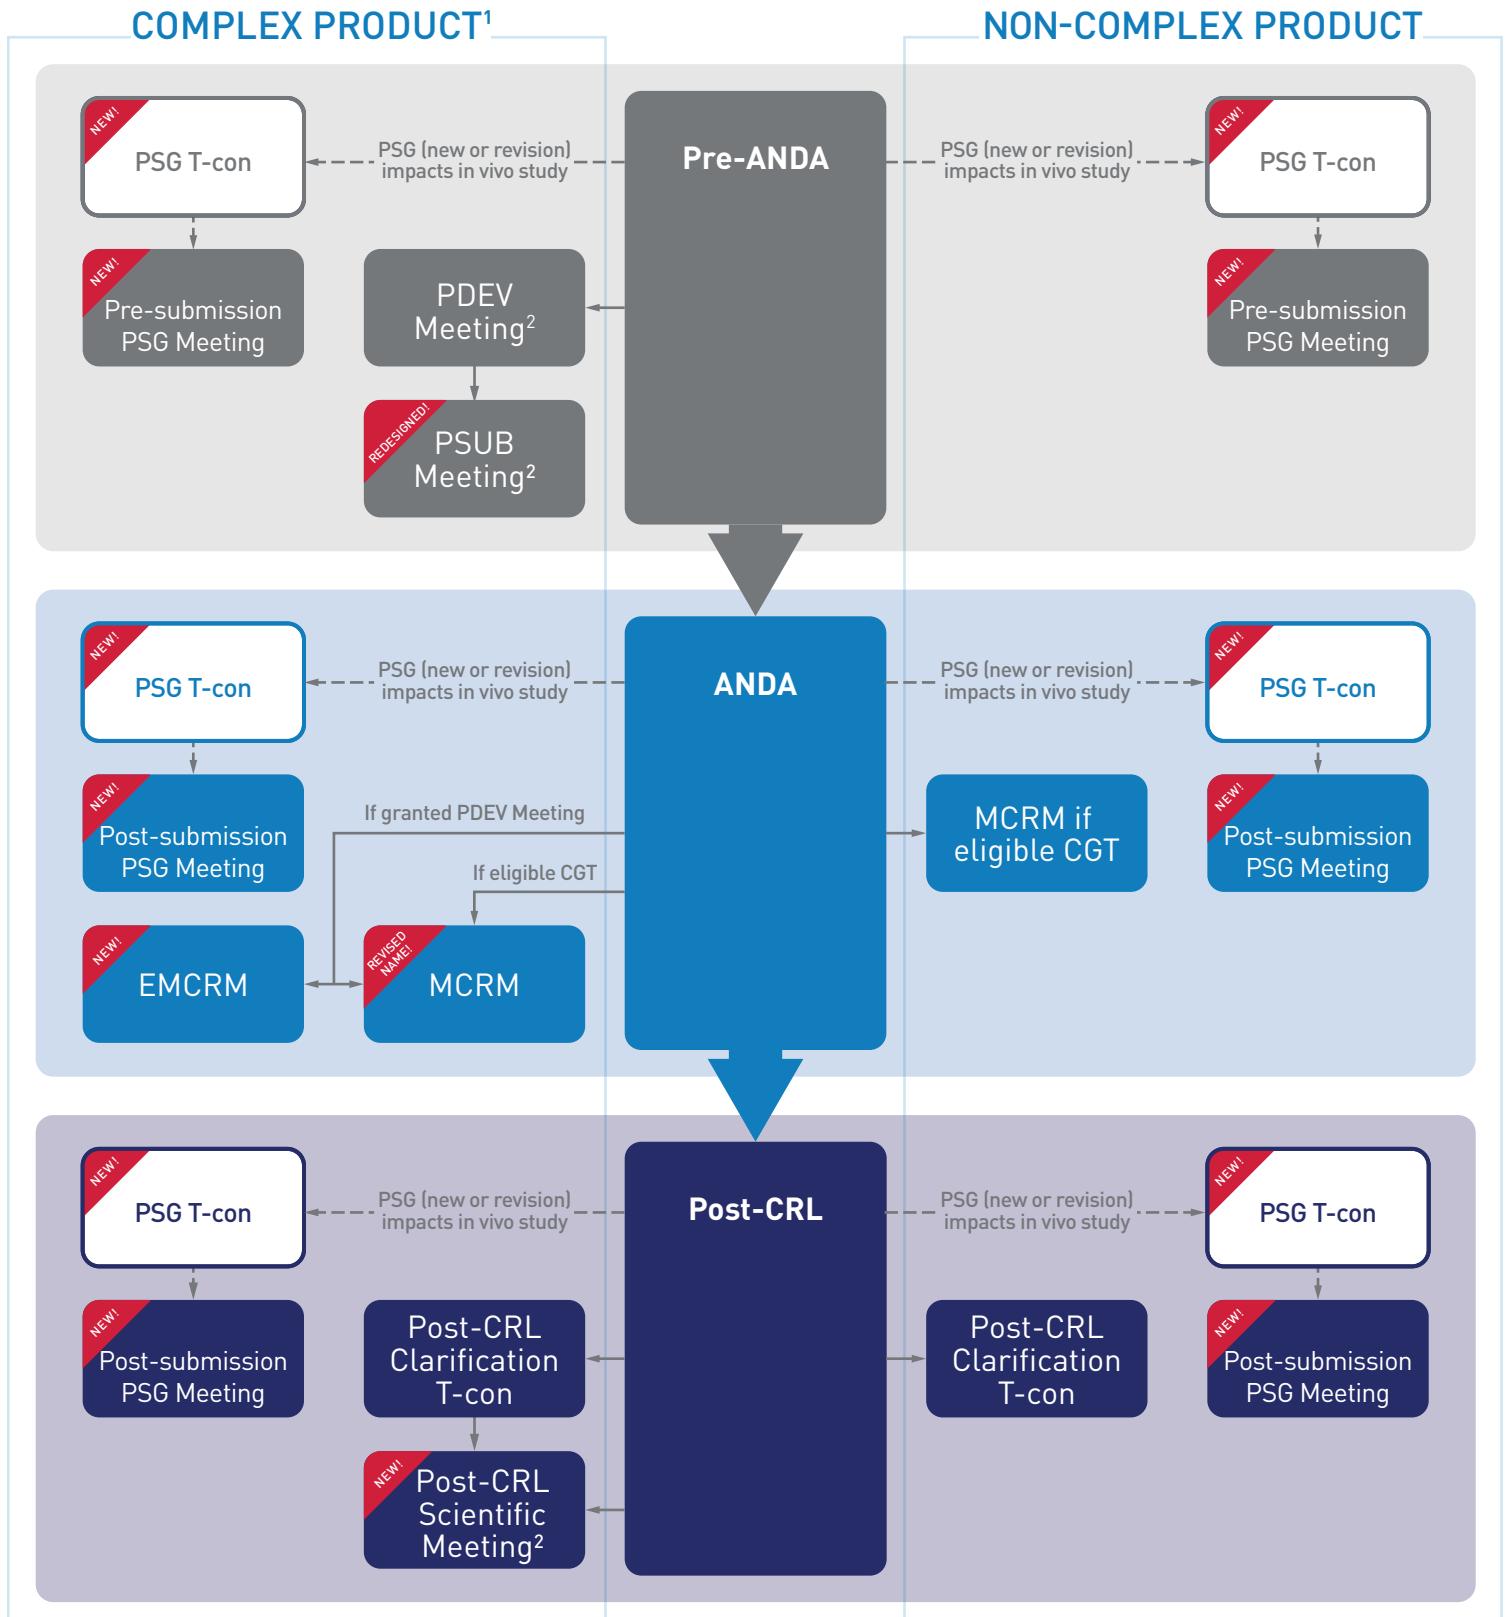 COMPLEX PRODUCT¹
NON-COMPLEX PRODUCT
NEW!
PSG T-con
PSG (new or revision)
impacts in vivo study
Pre-ANDA
PSG (new or revision)
impacts in vivo study
NEW!
PSG T-con
NEW!
Pre-submission
PSG Meeting
PDEV
Meeting²
NEW!
Pre-submission
PSG Meeting
REDESIGNED!
PSUB
Meeting²
NEW!
PSG T-con
PSG (new or revision)
impacts in vivo study
ANDA
PSG (new or revision)
impacts in vivo study
NEW!
PSG T-con
NEW!
Post-submission
PSG Meeting
If granted PDEV Meeting
If eligible CGT
MCRM if
eligible CGT
NEW!
Post-submission
PSG Meeting
NEW!
EMCRM
REVISED
NAME!
MCRM
NEW!
PSG T-con
PSG (new or revision)
impacts in vivo study
Post-CRL
PSG (new or revision)
impacts in vivo study
NEW!
PSG T-con
NEW!
Post-submission
PSG Meeting
Post-CRL
Clarification
T-con
Post-CRL
Clarification
T-con
NEW!
Post-submission
PSG Meeting
NEW!
Post-CRL
Scientific
Meeting²